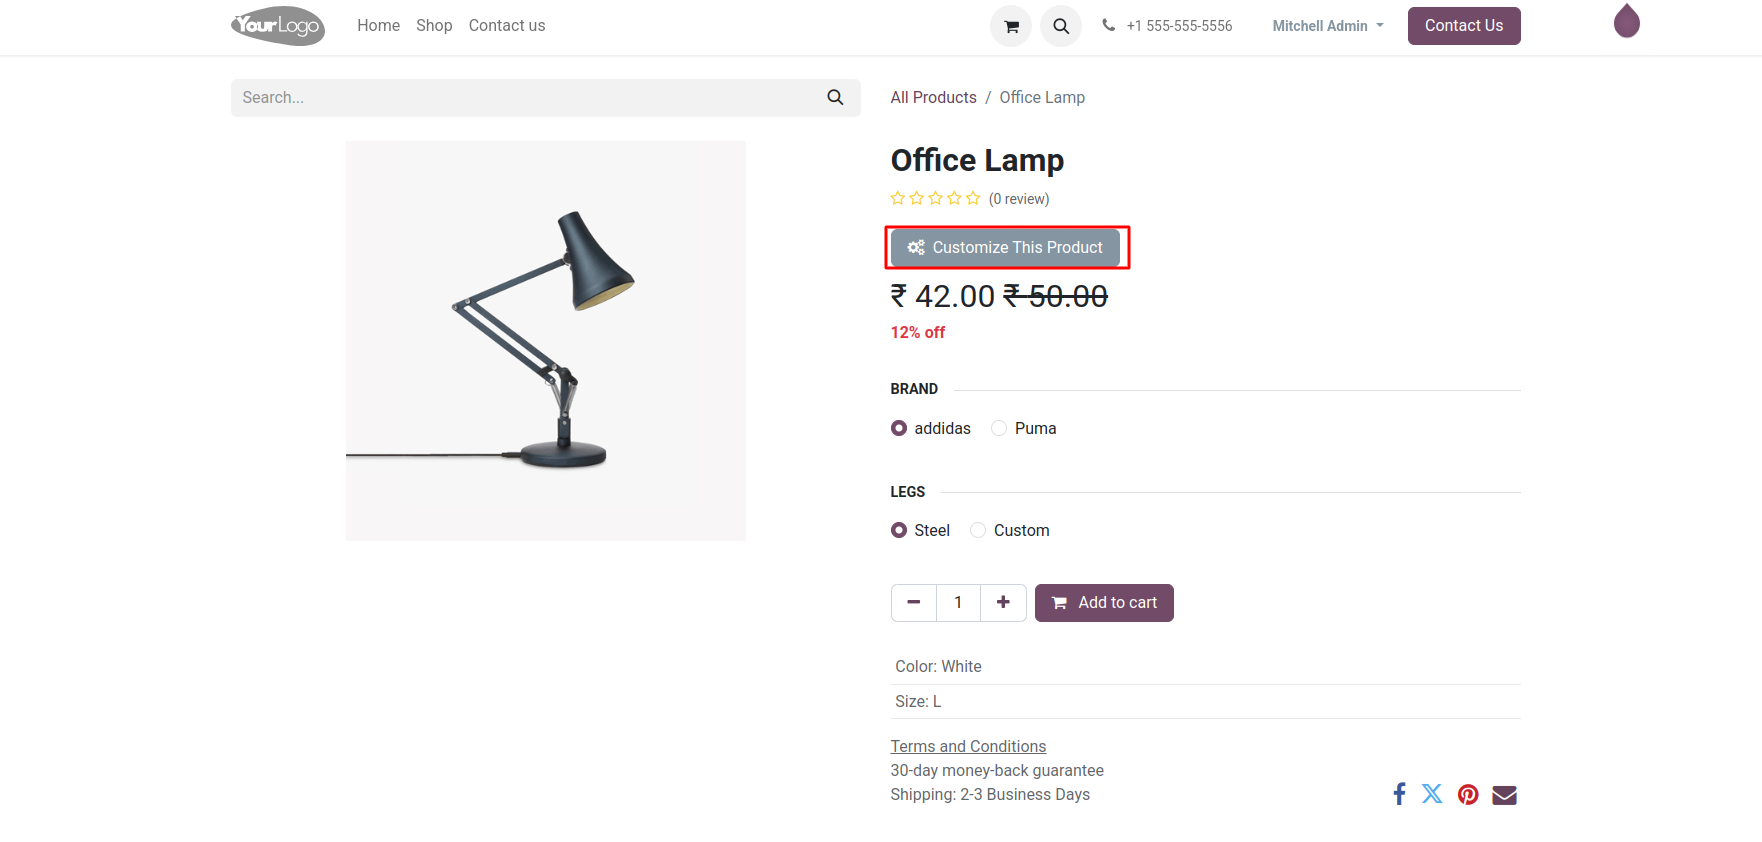 YourLogo
Home Shop Contact us
+1 555-555-5556
Mitchell Admin
Contact Us
Search...
All Products / Office Lamp
Office Lamp
(0 review)
Customize This Product
₹ 42.00 ₹ 50.00
12% off
BRAND
addidas Puma
LEGS
Steel Custom
1
Add to cart
Color: White
Size: L
Terms and Conditions
30-day money-back guarantee
Shipping: 2-3 Business Days